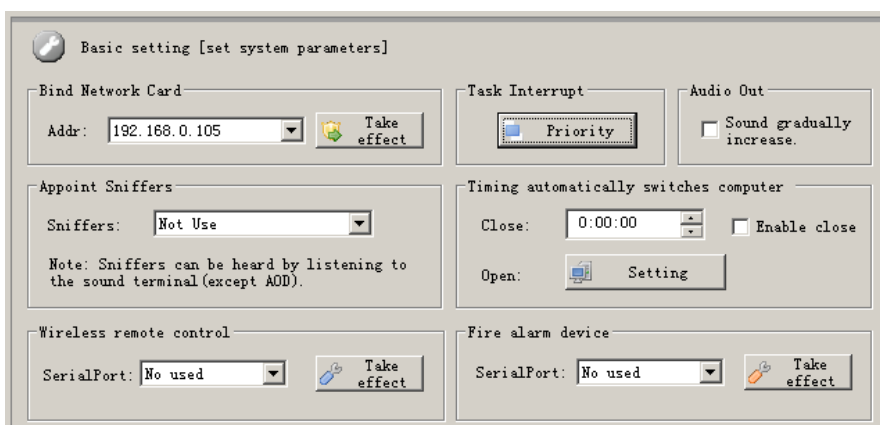 Basic setting [set system parameters]
Bind Network Card
Addr: 192.168.0.105
Take effect
Task Interrupt
Priority
Audio Out
Sound gradually
increase.
Appoint Sniffers
Sniffers: Not Use
Note: Sniffers can be heard by listening to
the sound terminal(except AOD).
Timing automatically switches computer
Close: 0:00:00
Enable close
Open: Setting
Wireless remote control
SerialPort: No used
Take effect
Fire alarm device
SerialPort: No used
Take effect